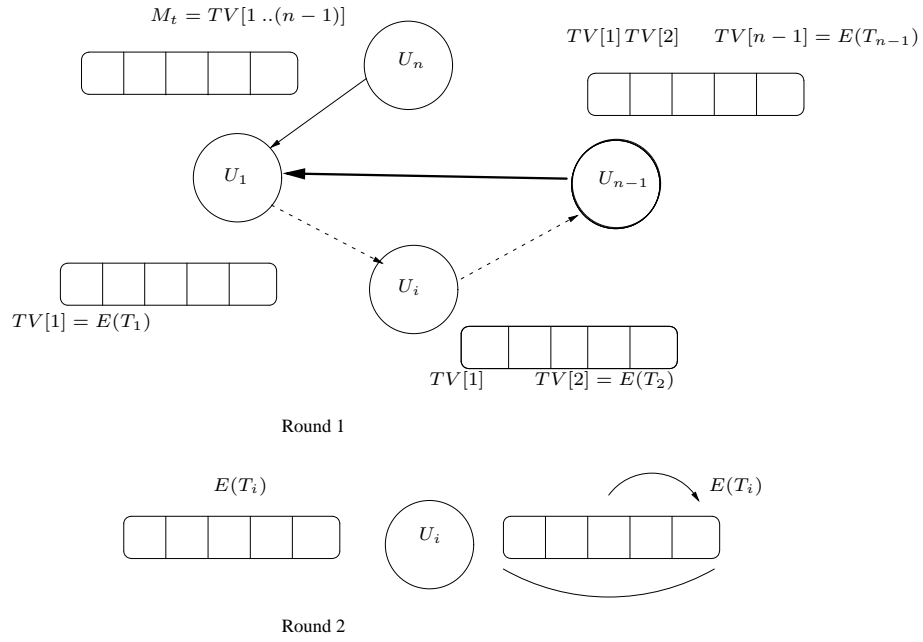 M_t = TV[1 ..(n − 1)]
TV[1] TV[2] TV[n − 1] = E(T_{n−1})
U_n
U_1
U_{n−1}
U_i
TV[1] = E(T_1)
TV[1] TV[2] = E(T_2)
Round 1
E(T_i) E(T_i)
U_i
Round 2